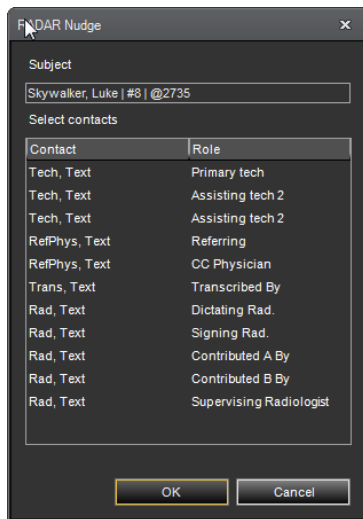 RADAR Nudge
Subject
Skywalker, Luke | #8 | @2735
Select contacts
Contact Role
Tech, Text Primary tech
Tech, Text Assisting tech 2
Tech, Text Assisting tech 2
RefPhys, Text Referring
RefPhys, Text CC Physician
Trans, Text Transcribed By
Rad, Text Dictating Rad.
Rad, Text Signing Rad.
Rad, Text Contributed A By
Rad, Text Contributed B By
Rad, Text Supervising Radiologist
OK Cancel